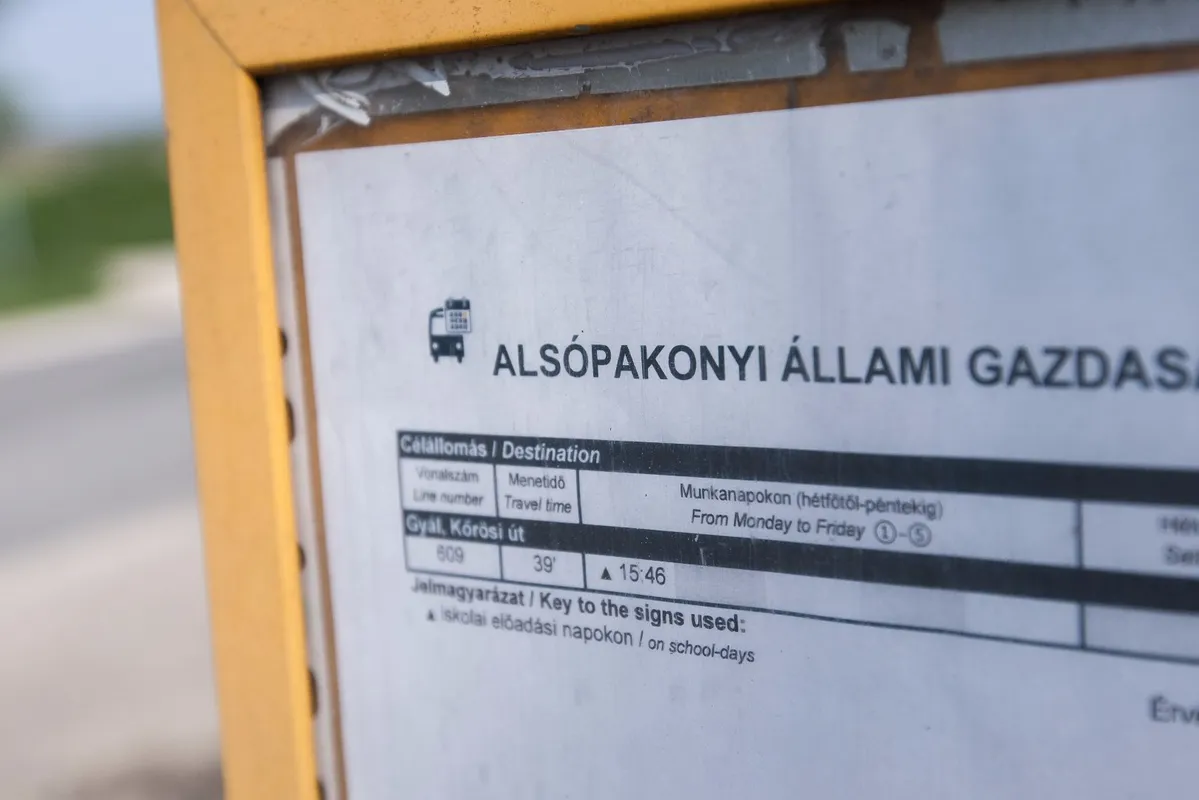 ALSÓPAKONYI ÁLLAMI GAZDASÁ
Célállomás / Destination
Vonalszám
Line number
Menetidő
Travel time
Munkanapokon (hétfőtől-péntekig)
From Monday to Friday ①-⑤
Gyál, Kőrösi út
609 39' ▲ 15:46
Jelmagyarázat / Key to the signs used:
▲ Iskolai előadási napokon / on school-days
Érv